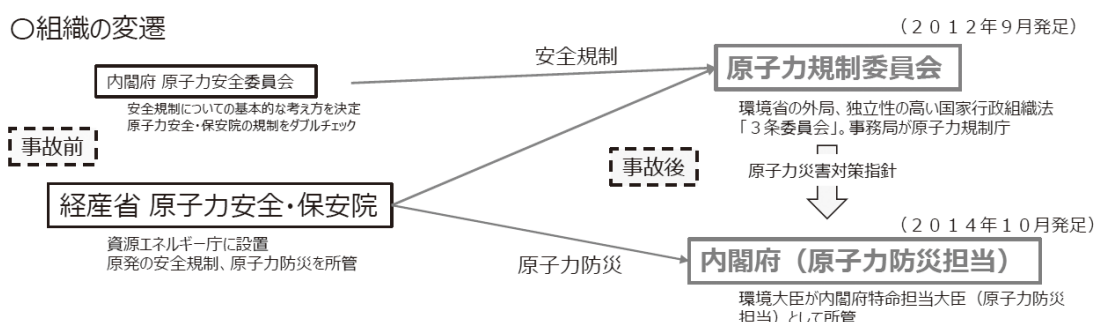 〇組織の変遷
(2012年9月発足)
安全規制
内閣府 原子力安全委員会
原子力規制委員会
安全規制についての基本的な考え方を決定
原子力安全・保安院の規制をダブルチェック
環境省の外局、独立性の高い国家行政組織法
「3条委員会」。事務局が原子力規制庁
事故前
事故後
原子力災害対策指針
経産省 原子力安全・保安院
(2014年10月発足)
資源エネルギー庁に設置
原発の安全規制、原子力防災を所管
原子力防災
内閣府(原子力防災担当)
環境大臣が内閣府特命担当大臣(原子力防災
担当)として所管